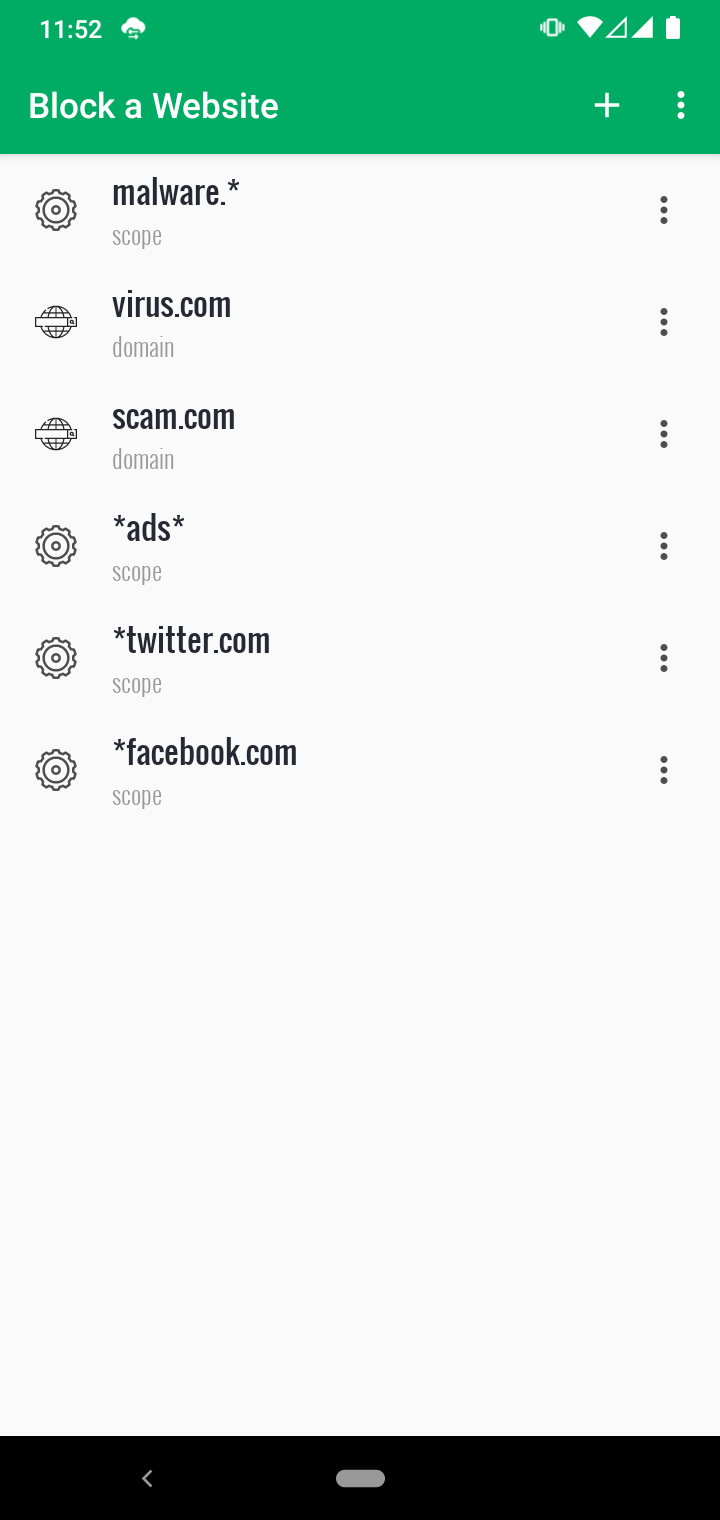 11:52
Block a Website
malware.*
scope
virus.com
domain
scam.com
domain
*ads*
scope
*twitter.com
scope
*facebook.com
scope